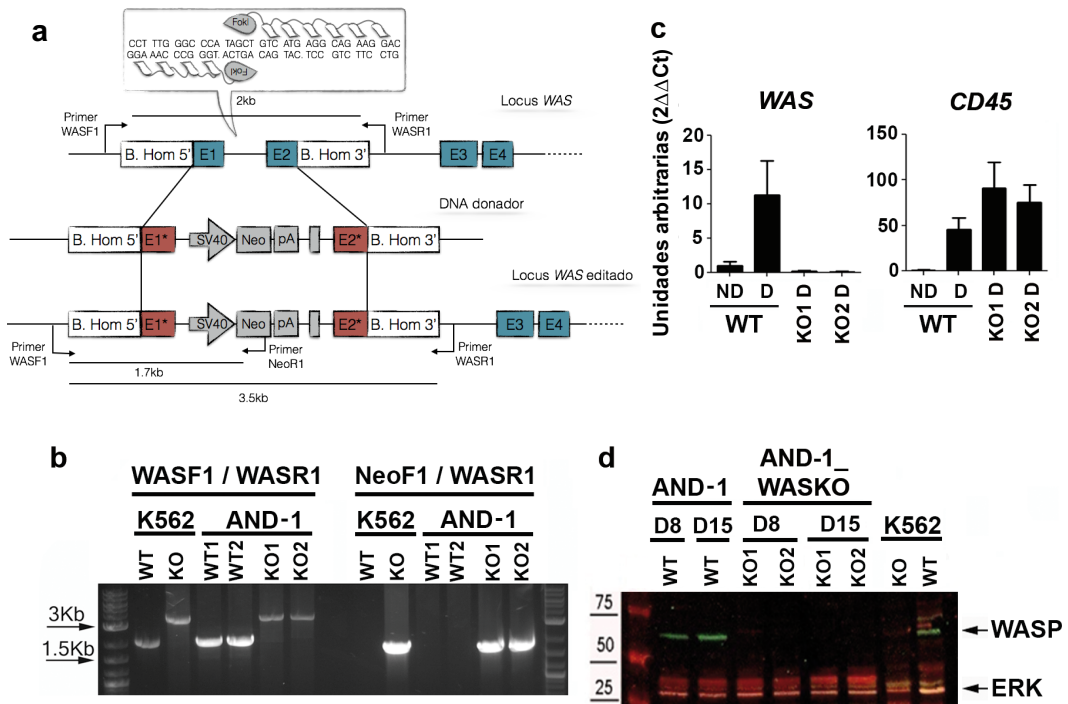 a
FokI
CCT TTG GGC CCA TAGCT GTC ATG AGG CAG AAG GAC
GGA AAC CCG GGT. ACTGA CAG TAC. TCC GTC TTC CTG
FokI
2kb
Locus WAS
Primer WASF1
Primer WASR1
B. Hom 5' E1 E2 B. Hom 3' E3 E4
DNA donador
B. Hom 5' E1* SV40 Neo pA E2* B. Hom 3'
Locus WAS editado
B. Hom 5' E1* SV40 Neo pA E2* B. Hom 3' E3 E4
Primer WASF1
Primer NeoR1
Primer WASR1
1.7kb
3.5kb
c
Unidades arbitrarias (2ΔΔCt)
WAS
20
15
10
5
0
ND D KO1 D KO2 D
WT
CD45
150
100
50
0
ND D KO1 D KO2 D
WT
b
WASF1 / WASR1 NeoF1 / WASR1
K562 AND-1 K562 AND-1
WT KO WT1 WT2 KO1 KO2 WT KO WT1 WT2 KO1 KO2
3Kb
1.5Kb
d
AND-1 AND-1_WASKO
D8 D15 D8 D15 K562
WT WT KO1 KO2 KO1 KO2 KO WT
75
50
25
WASP
ERK